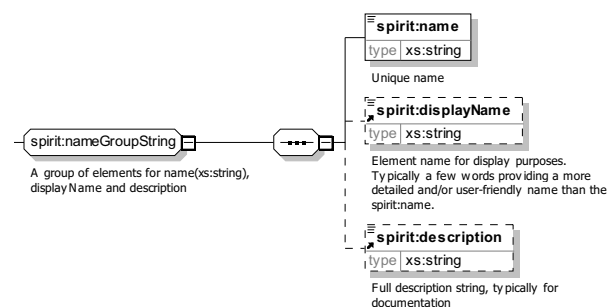 spirit:name
type xs:string
Unique name
spirit:displayName
type xs:string
Element name for display purposes.
Typically a few words providing a more
detailed and/or user-friendly name than the
spirit:name.
spirit:nameGroupString
A group of elements for name(xs:string),
displayName and description
spirit:description
type xs:string
Full description string, typically for
documentation